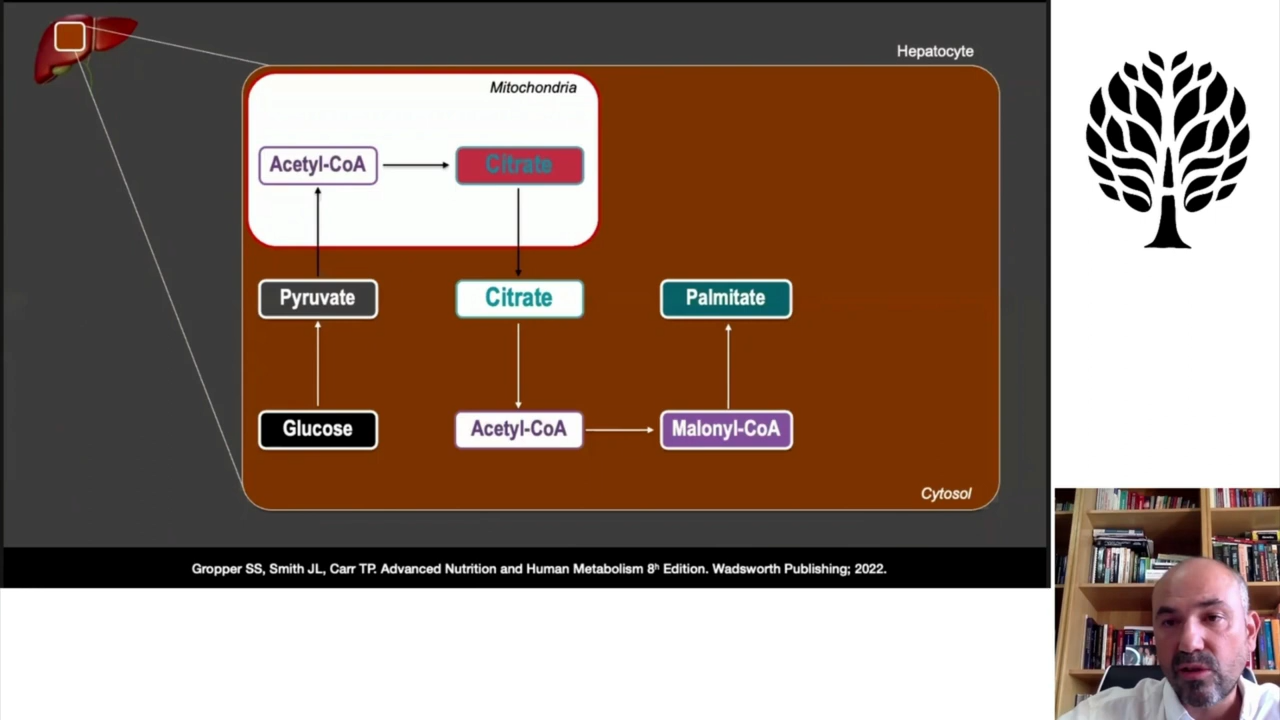 Hepatocyte
Mitochondria
Acetyl-CoA
Citrate
Pyruvate
Citrate
Palmitate
Glucose
Acetyl-CoA
Malonyl-CoA
Cytosol
Gropper SS, Smith JL, Carr TP. Advanced Nutrition and Human Metabolism 8ʰ Edition. Wadsworth Publishing; 2022.